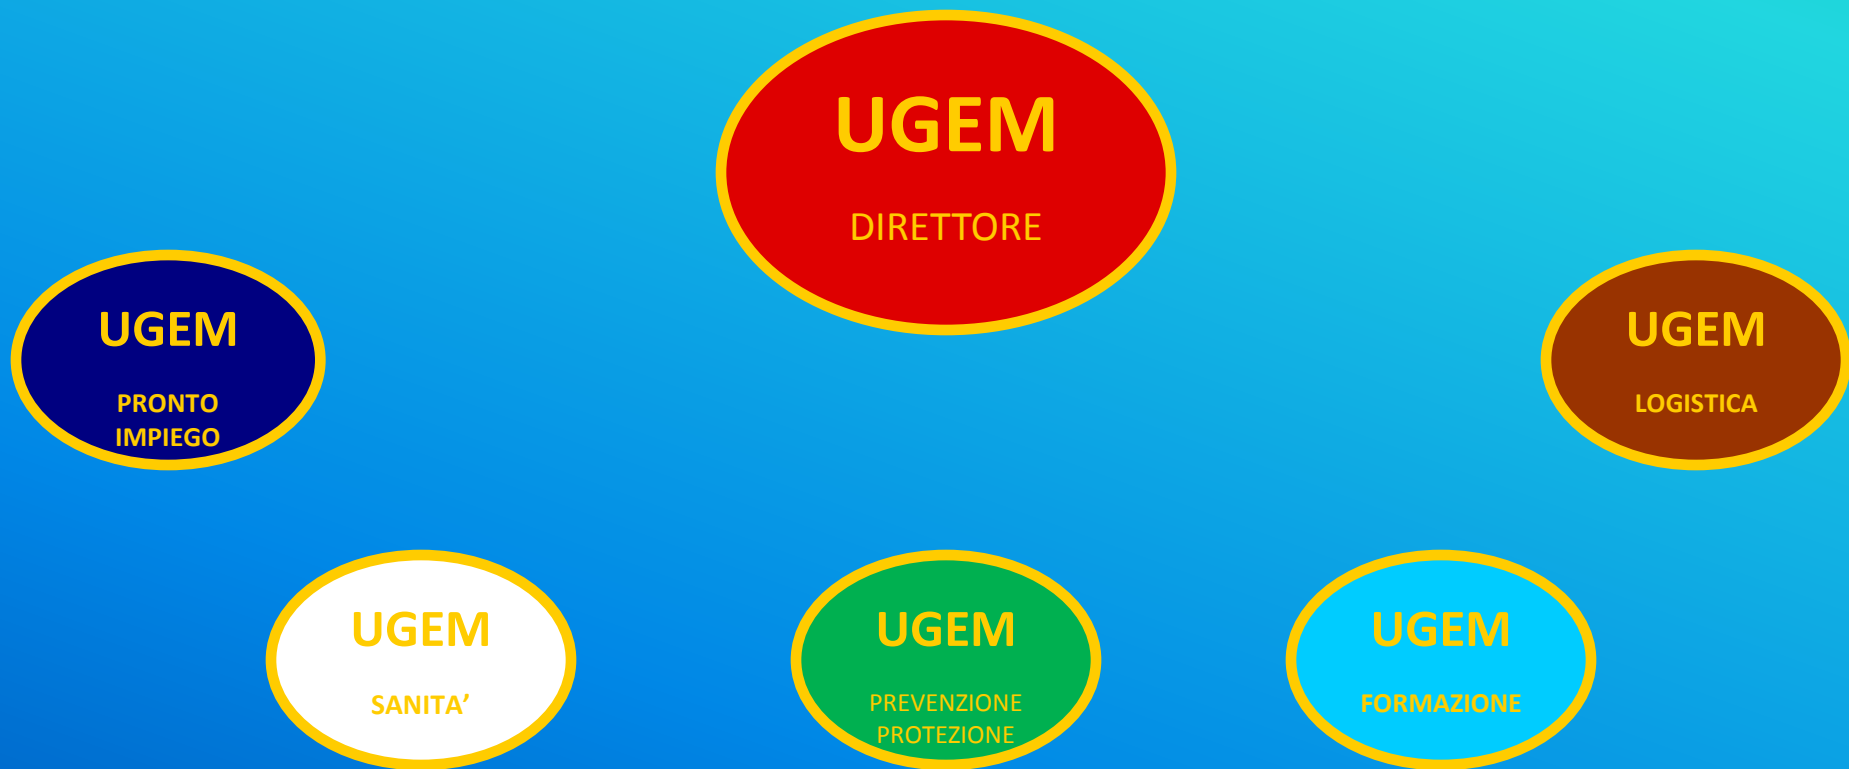 UGEM
DIRETTORE
UGEM
PRONTO
IMPIEGO
UGEM
LOGISTICA
UGEM
SANITA’
UGEM
PREVENZIONE
PROTEZIONE
UGEM
FORMAZIONE